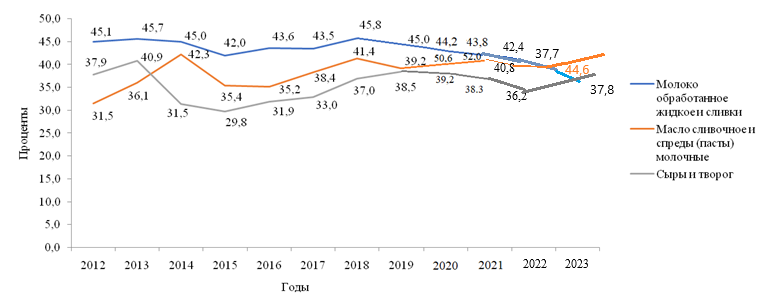 45,1 45,7 45,0 42,0 43,6 43,5 45,8 45,0 44,2 43,8 42,4 37,7
37,9 40,9 42,3 35,4 35,2 38,4 41,4 39,2 50,6 52,0 40,8 44,6
31,5 36,1 31,5 29,8 31,9 33,0 37,0 38,5 39,2 38.3 36,2 37,8
50,0
45,0
40,0
35,0
30,0
25,0
20,0
15,0
10,0
5,0
0,0
Проценты
2012 2013 2014 2015 2016 2017 2018 2019 2020 2021 2022 2023
Годы
Молоко
обработанное
жидкое и сливки
Масло сливочное и
спреды (пасты)
молочные
Сыры и творог